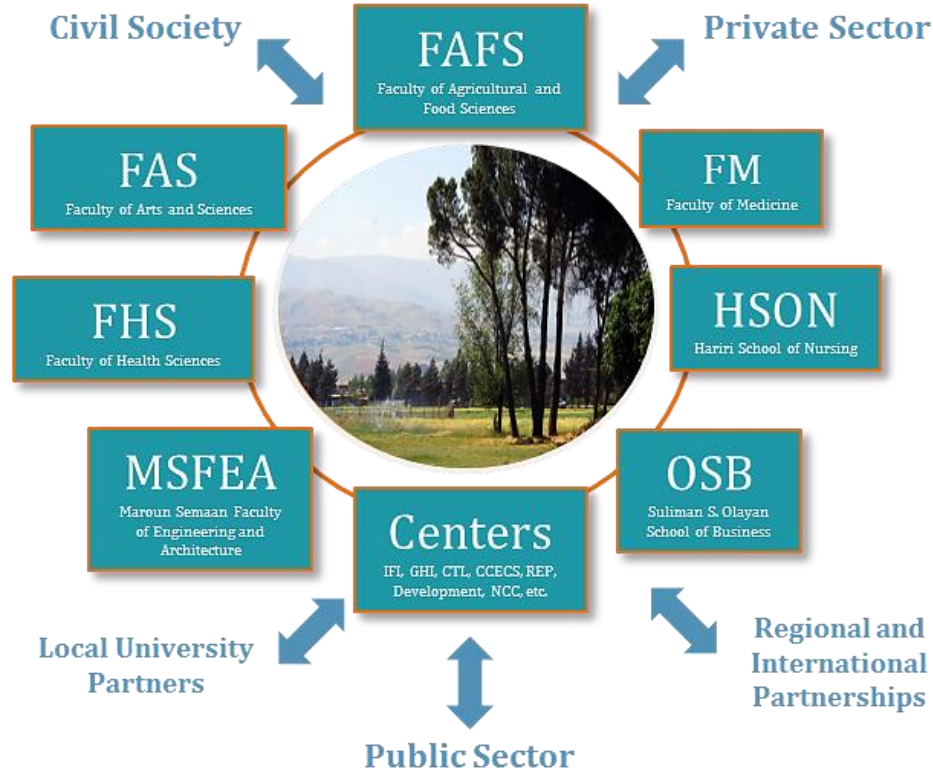 Civil Society
Private Sector
FAFS
Faculty of Agricultural and
Food Sciences
FAS
Faculty of Arts and Sciences
FM
Faculty of Medicine
FHS
Faculty of Health Sciences
HSON
Hariri School of Nursing
MSFEA
Maroun Semaan Faculty
of Engineering and
Architecture
OSB
Suliman S. Olayan
School of Business
Centers
IFI, GHI, CTL, CCECS, REP,
Development, NCC, etc.
Local University
Partners
Regional and
International
Partnerships
Public Sector